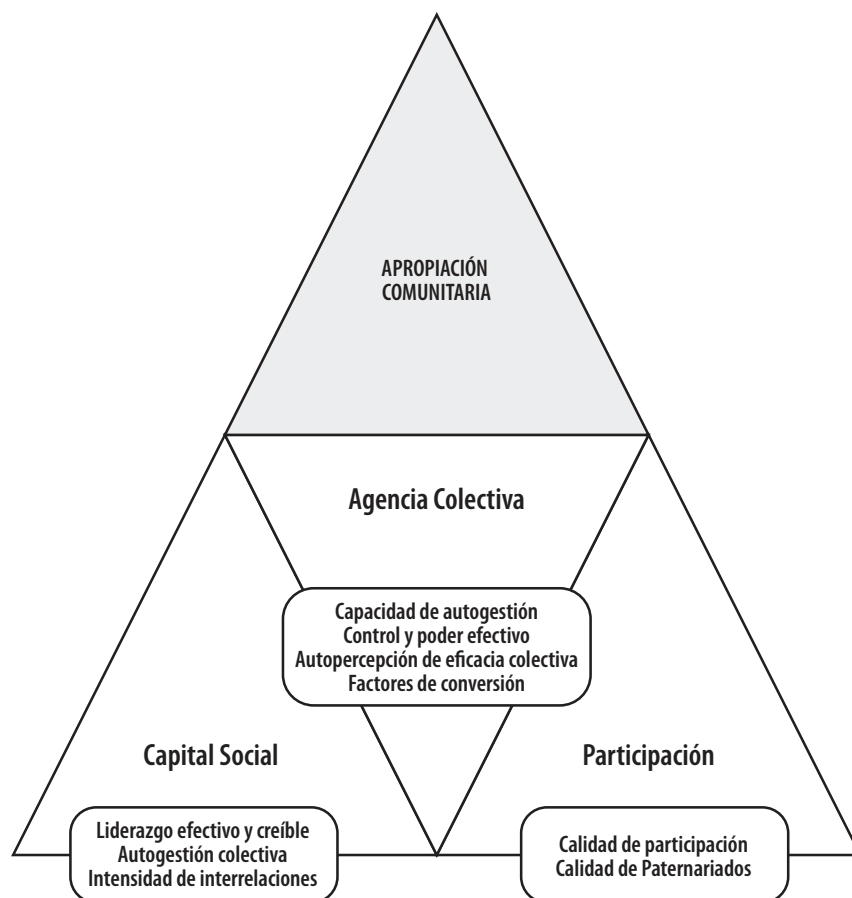 APROPIACIÓN
COMUNITARIA
Agencia Colectiva
Capacidad de autogestión
Control y poder efectivo
Autopercepción de eficacia colectiva
Factores de conversión
Capital Social
Participación
Liderazgo efectivo y creíble
Autogestión colectiva
Intensidad de interrelaciones
Calidad de participación
Calidad de Paternariados